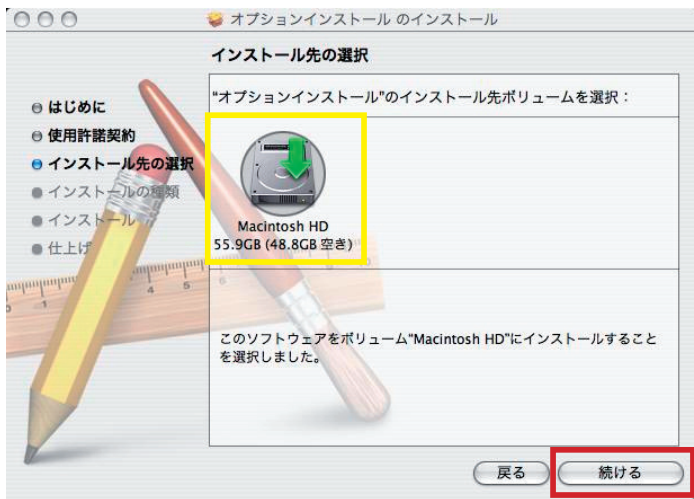 オプションインストール のインストール
インストール先の選択
はじめに
使用許諾契約
インストール先の選択
インストールの種類
インストール
仕上げ
“オプションインストール”のインストール先ボリュームを選択：
Macintosh HD
55.9GB (48.8GB 空き)
このソフトウェアをボリューム“Macintosh HD”にインストールすること
を選択しました。
戻る
続ける